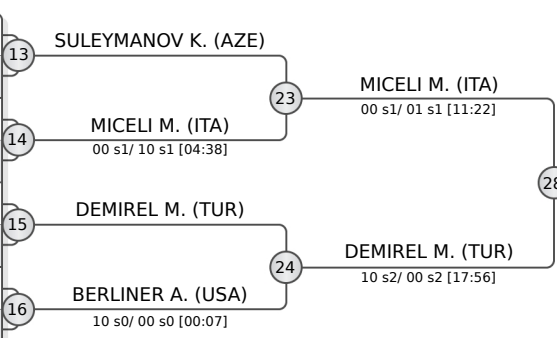 SULEYMANOV K. (AZE)
13
23
MICELI M. (ITA)
00 s1/ 01 s1 [11:22]
MICELI M. (ITA)
14
00 s1/ 10 s1 [04:38]
28
DEMIREL M. (TUR)
15
24
DEMIREL M. (TUR)
10 s2/ 00 s2 [17:56]
BERLINER A. (USA)
16
10 s0/ 00 s0 [00:07]